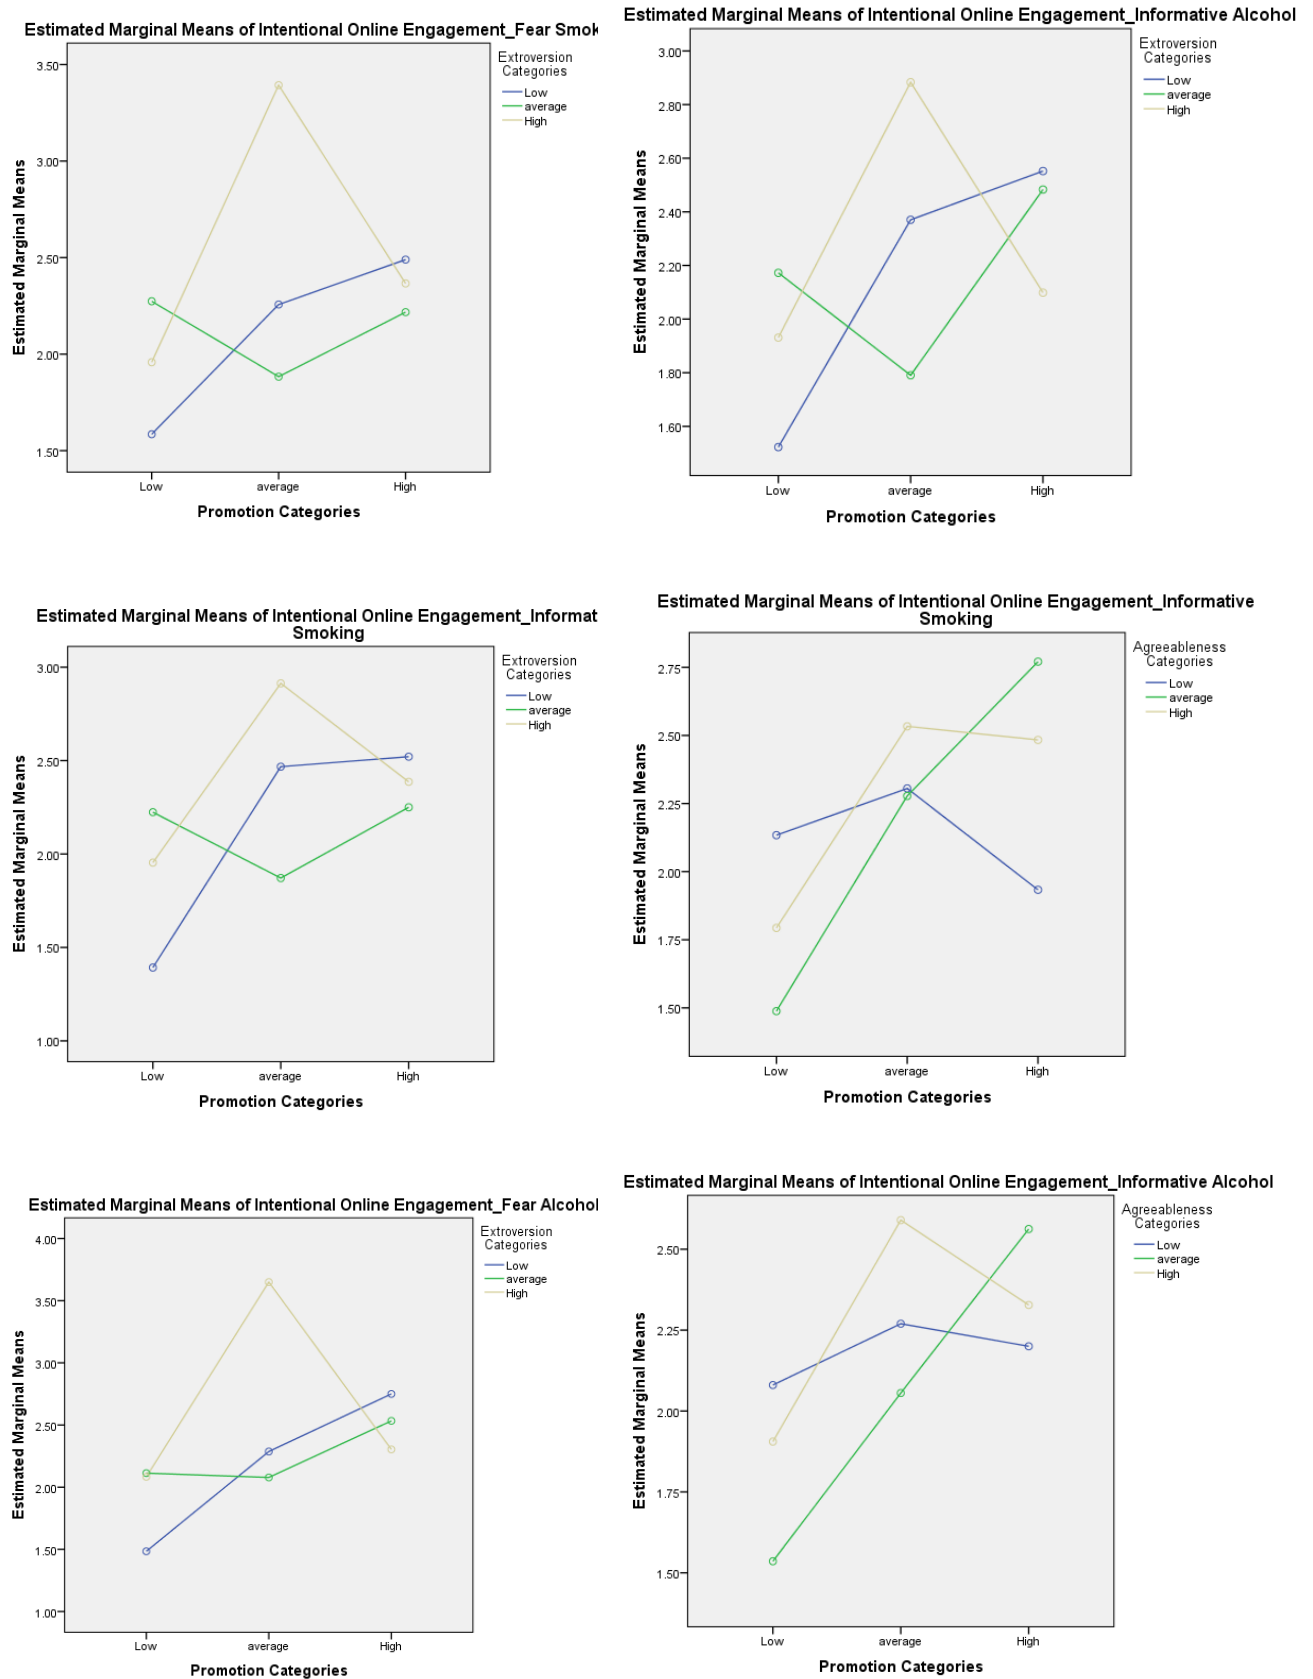 Estimated Marginal Means of Intentional Online Engagement_Fear Smok
Extroversion
Categories
Low
average
High
Estimated Marginal Means
3.50
3.00
2.50
2.00
1.50
Low
average
High
Promotion Categories
Estimated Marginal Means of Intentional Online Engagement_Informative Alcohol
Extroversion
Categories
Low
average
High
Estimated Marginal Means
3.00
2.80
2.60
2.40
2.20
2.00
1.80
1.60
Low
average
High
Promotion Categories
Estimated Marginal Means of Intentional Online Engagement_Informat
Smoking
Extroversion
Categories
Low
average
High
Estimated Marginal Means
3.00
2.50
2.00
1.50
1.00
Low
average
High
Promotion Categories
Estimated Marginal Means of Intentional Online Engagement_Informative
Smoking
Agreeableness
Categories
Low
average
High
Estimated Marginal Means
2.75
2.50
2.25
2.00
1.75
1.50
Low
average
High
Promotion Categories
Estimated Marginal Means of Intentional Online Engagement_Fear Alcohol
Extroversion
Categories
Low
average
High
Estimated Marginal Means
4.00
3.50
3.00
2.50
2.00
1.50
1.00
Low
average
High
Promotion Categories
Estimated Marginal Means of Intentional Online Engagement_Informative Alcohol
Agreeableness
Categories
Low
average
High
Estimated Marginal Means
2.50
2.25
2.00
1.75
1.50
Low
average
High
Promotion Categories